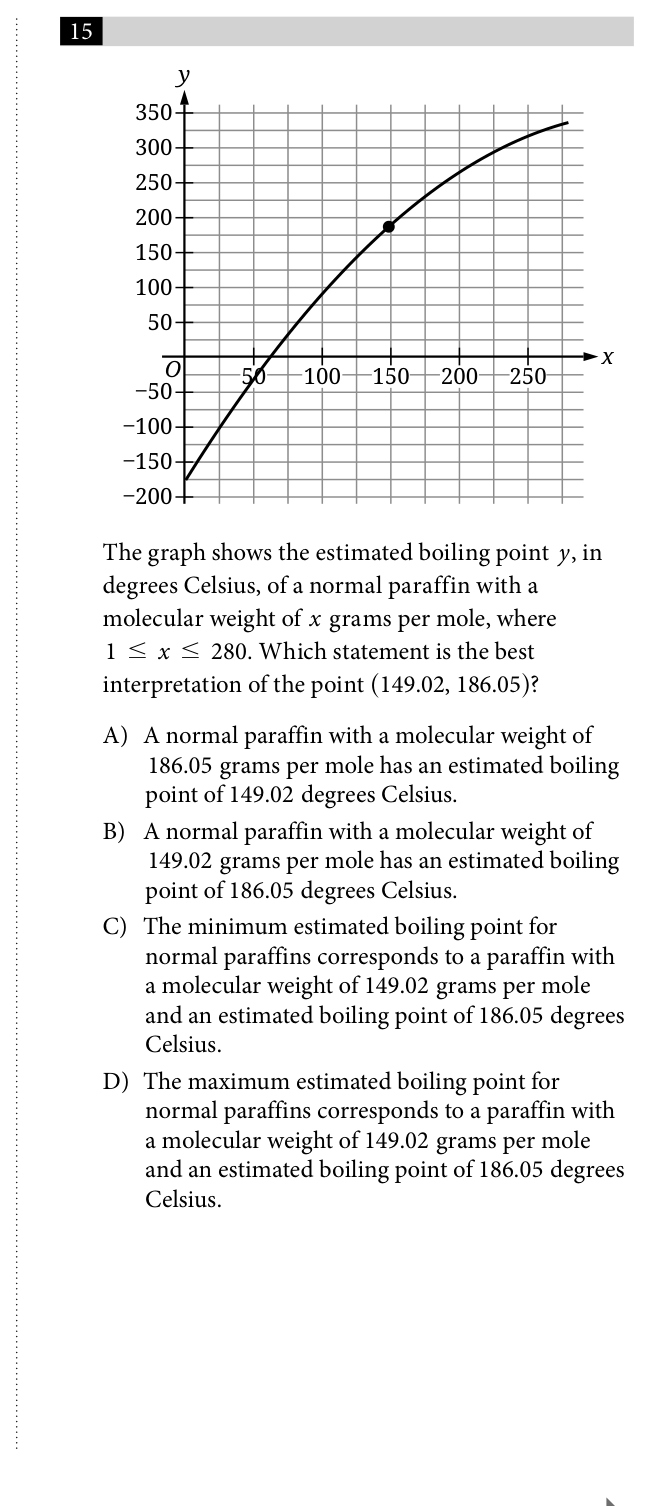 15
y
350
300
250
200
150
100
50
O
50 100 150 200 250
x
−50
−100
−150
−200
The graph shows the estimated boiling point y, in
degrees Celsius, of a normal paraffin with a
molecular weight of x grams per mole, where
1 ≤ x ≤ 280. Which statement is the best
interpretation of the point (149.02, 186.05)?
A) A normal paraffin with a molecular weight of
186.05 grams per mole has an estimated boiling
point of 149.02 degrees Celsius.
B) A normal paraffin with a molecular weight of
149.02 grams per mole has an estimated boiling
point of 186.05 degrees Celsius.
C) The minimum estimated boiling point for
normal paraffins corresponds to a paraffin with
a molecular weight of 149.02 grams per mole
and an estimated boiling point of 186.05 degrees
Celsius.
D) The maximum estimated boiling point for
normal paraffins corresponds to a paraffin with
a molecular weight of 149.02 grams per mole
and an estimated boiling point of 186.05 degrees
Celsius.